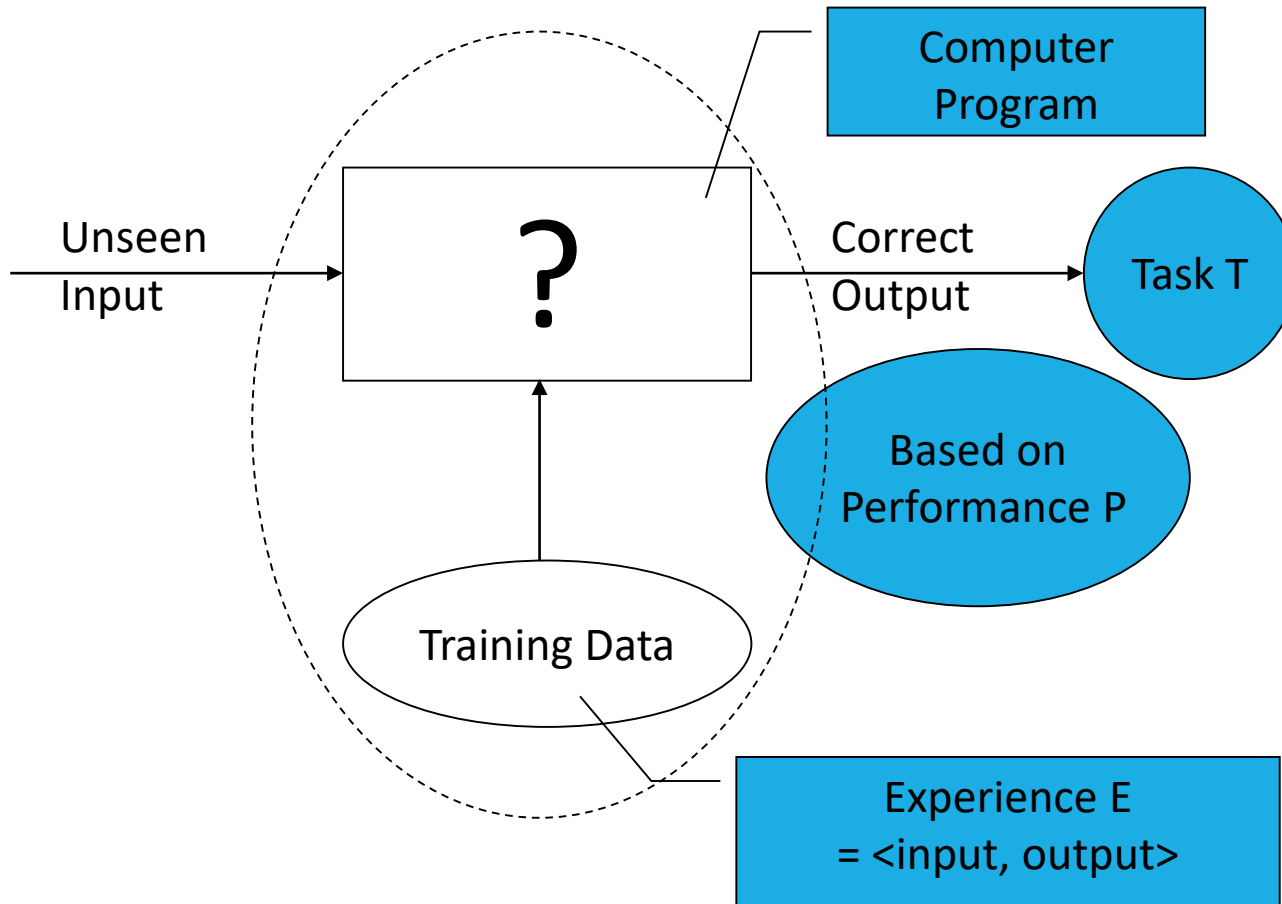 Computer
Program
Unseen
Input
?
Correct
Output
Task T
Based on
Performance P
Training Data
Experience E
= <input, output>